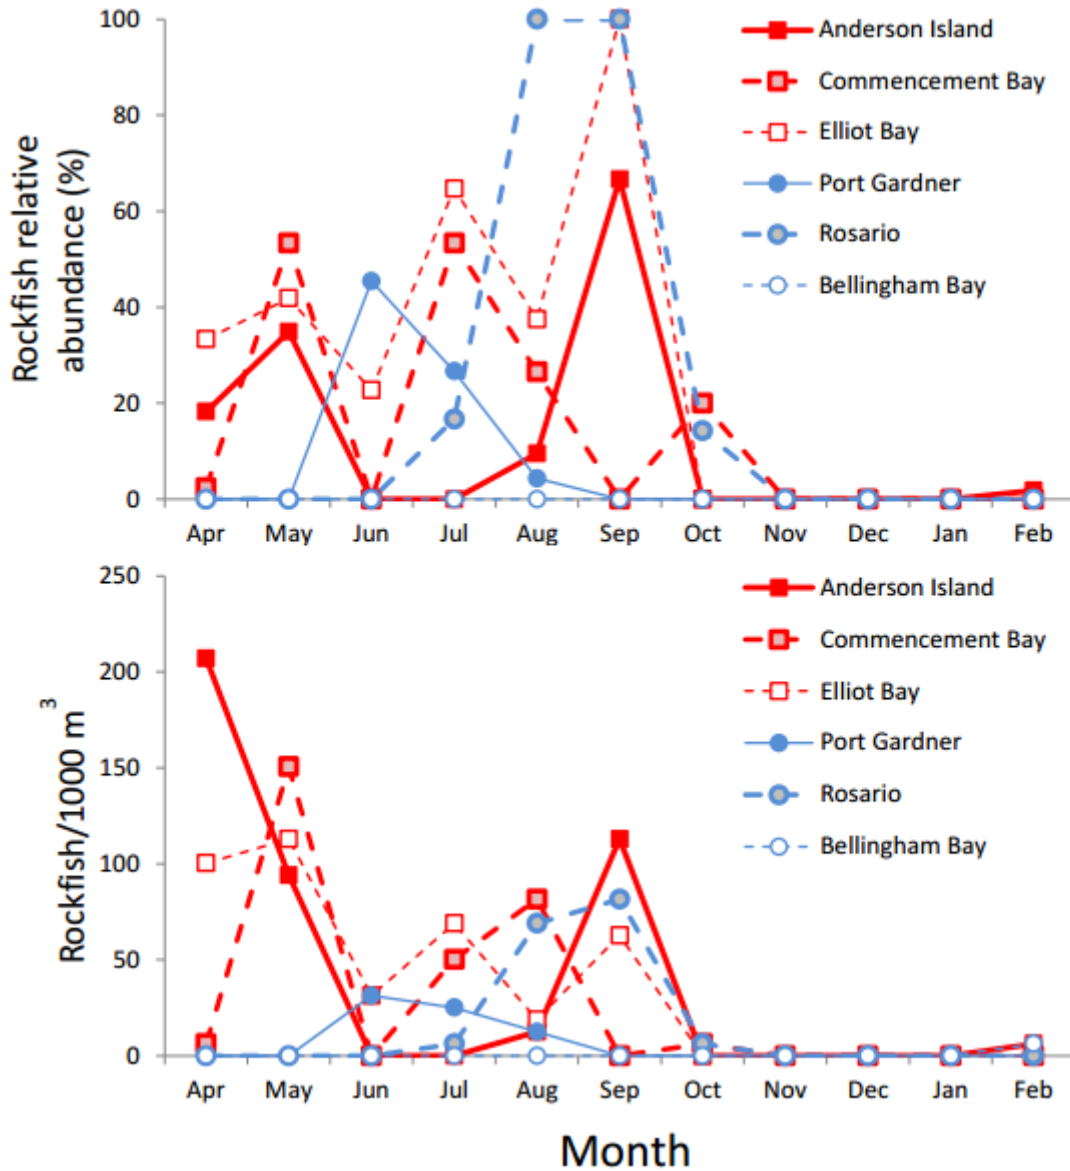 Rockfish relative
abundance (%)
100
80
60
40
20
0
Apr May Jun Jul Aug Sep Oct Nov Dec Jan Feb
Anderson Island
Commencement Bay
Elliot Bay
Port Gardner
Rosario
Bellingham Bay
Rockfish/1000 m³
250
200
150
100
50
0
Apr May Jun Jul Aug Sep Oct Nov Dec Jan Feb
Anderson Island
Commencement Bay
Elliot Bay
Port Gardner
Rosario
Bellingham Bay
Month